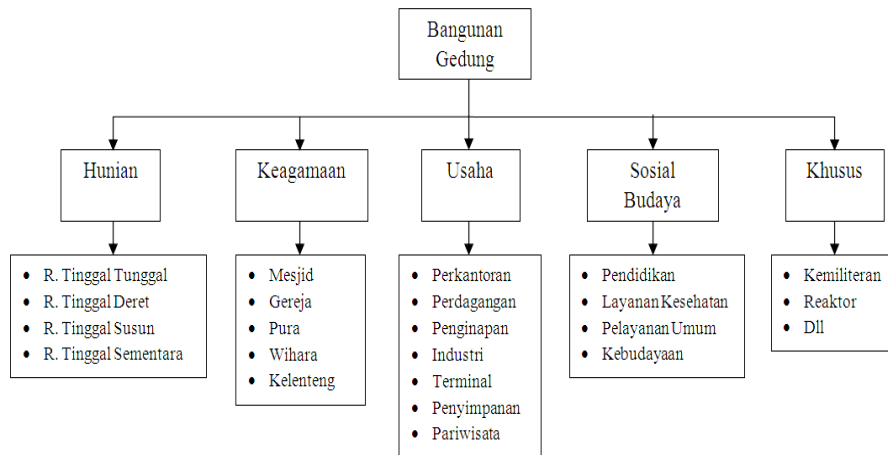 Bangunan
Gedung
Hunian
Keagamaan
Usaha
Sosial
Budaya
Khusus
• R. Tinggal Tunggal
• R. Tinggal Deret
• R. Tinggal Susun
• R. Tinggal Sementara
• Mesjid
• Gereja
• Pura
• Wihara
• Kelenteng
• Perkantoran
• Perdagangan
• Penginapan
• Industri
• Terminal
• Penyimpanan
• Pariwisata
• Pendidikan
• Layanan Kesehatan
• Pelayanan Umum
• Kebudayaan
• Kemiliteran
• Reaktor
• Dll